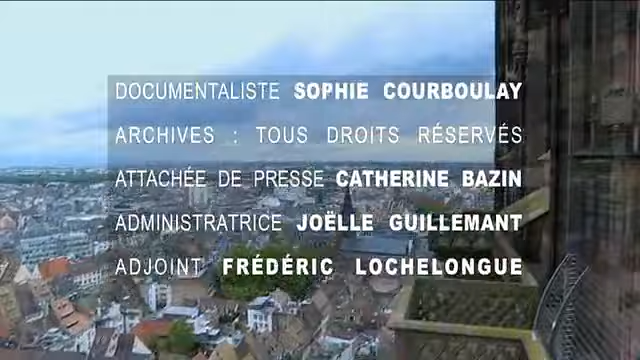 DOCUMENTALISTE SOPHIE COURBOULAY
ARCHIVES : TOUS DROITS RÉSERVÉS
ATTACHÉE DE PRESSE CATHERINE BAZIN
ADMINISTRATRICE JOËLLE GUILLEMANT
ADJOINT FRÉDÉRIC LOCHELONGUE